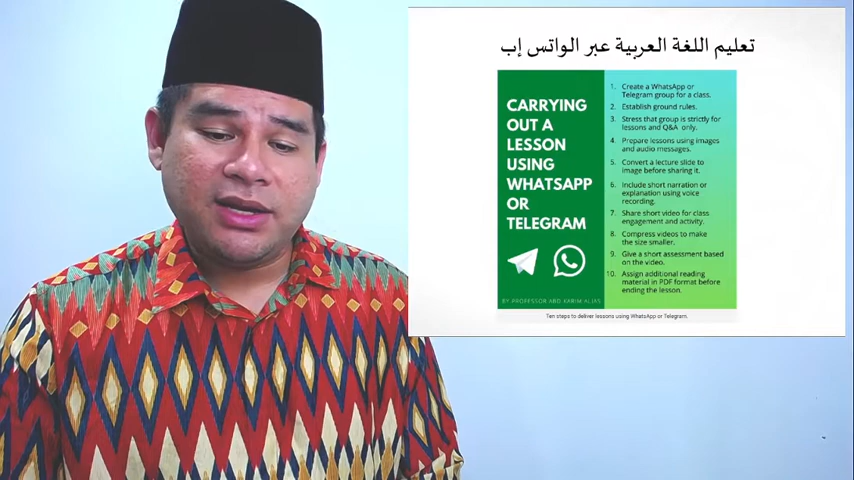 تعليم اللغة العربية عبر الواتس إب
CARRYING
OUT A
LESSON
USING
WHATSAPP
OR
TELEGRAM
BY PROFESSOR ABD KARIM ALIAS
1. Create a WhatsApp or
Telegram group for a class.
2. Establish ground rules.
3. Stress that group is strictly for
lessons and Q&A only.
4. Prepare lessons using images
and audio messages.
5. Convert a lecture slide to
image before sharing it.
6. Include short narration or
explanation using voice
recording.
7. Share short video for class
engagement and activity.
8. Compress videos to make
the size smaller.
9. Give a short assessment based
on the video.
10. Assign additional reading
material in PDF format before
ending the lesson.
Ten steps to deliver lessons using WhatsApp or Telegram.